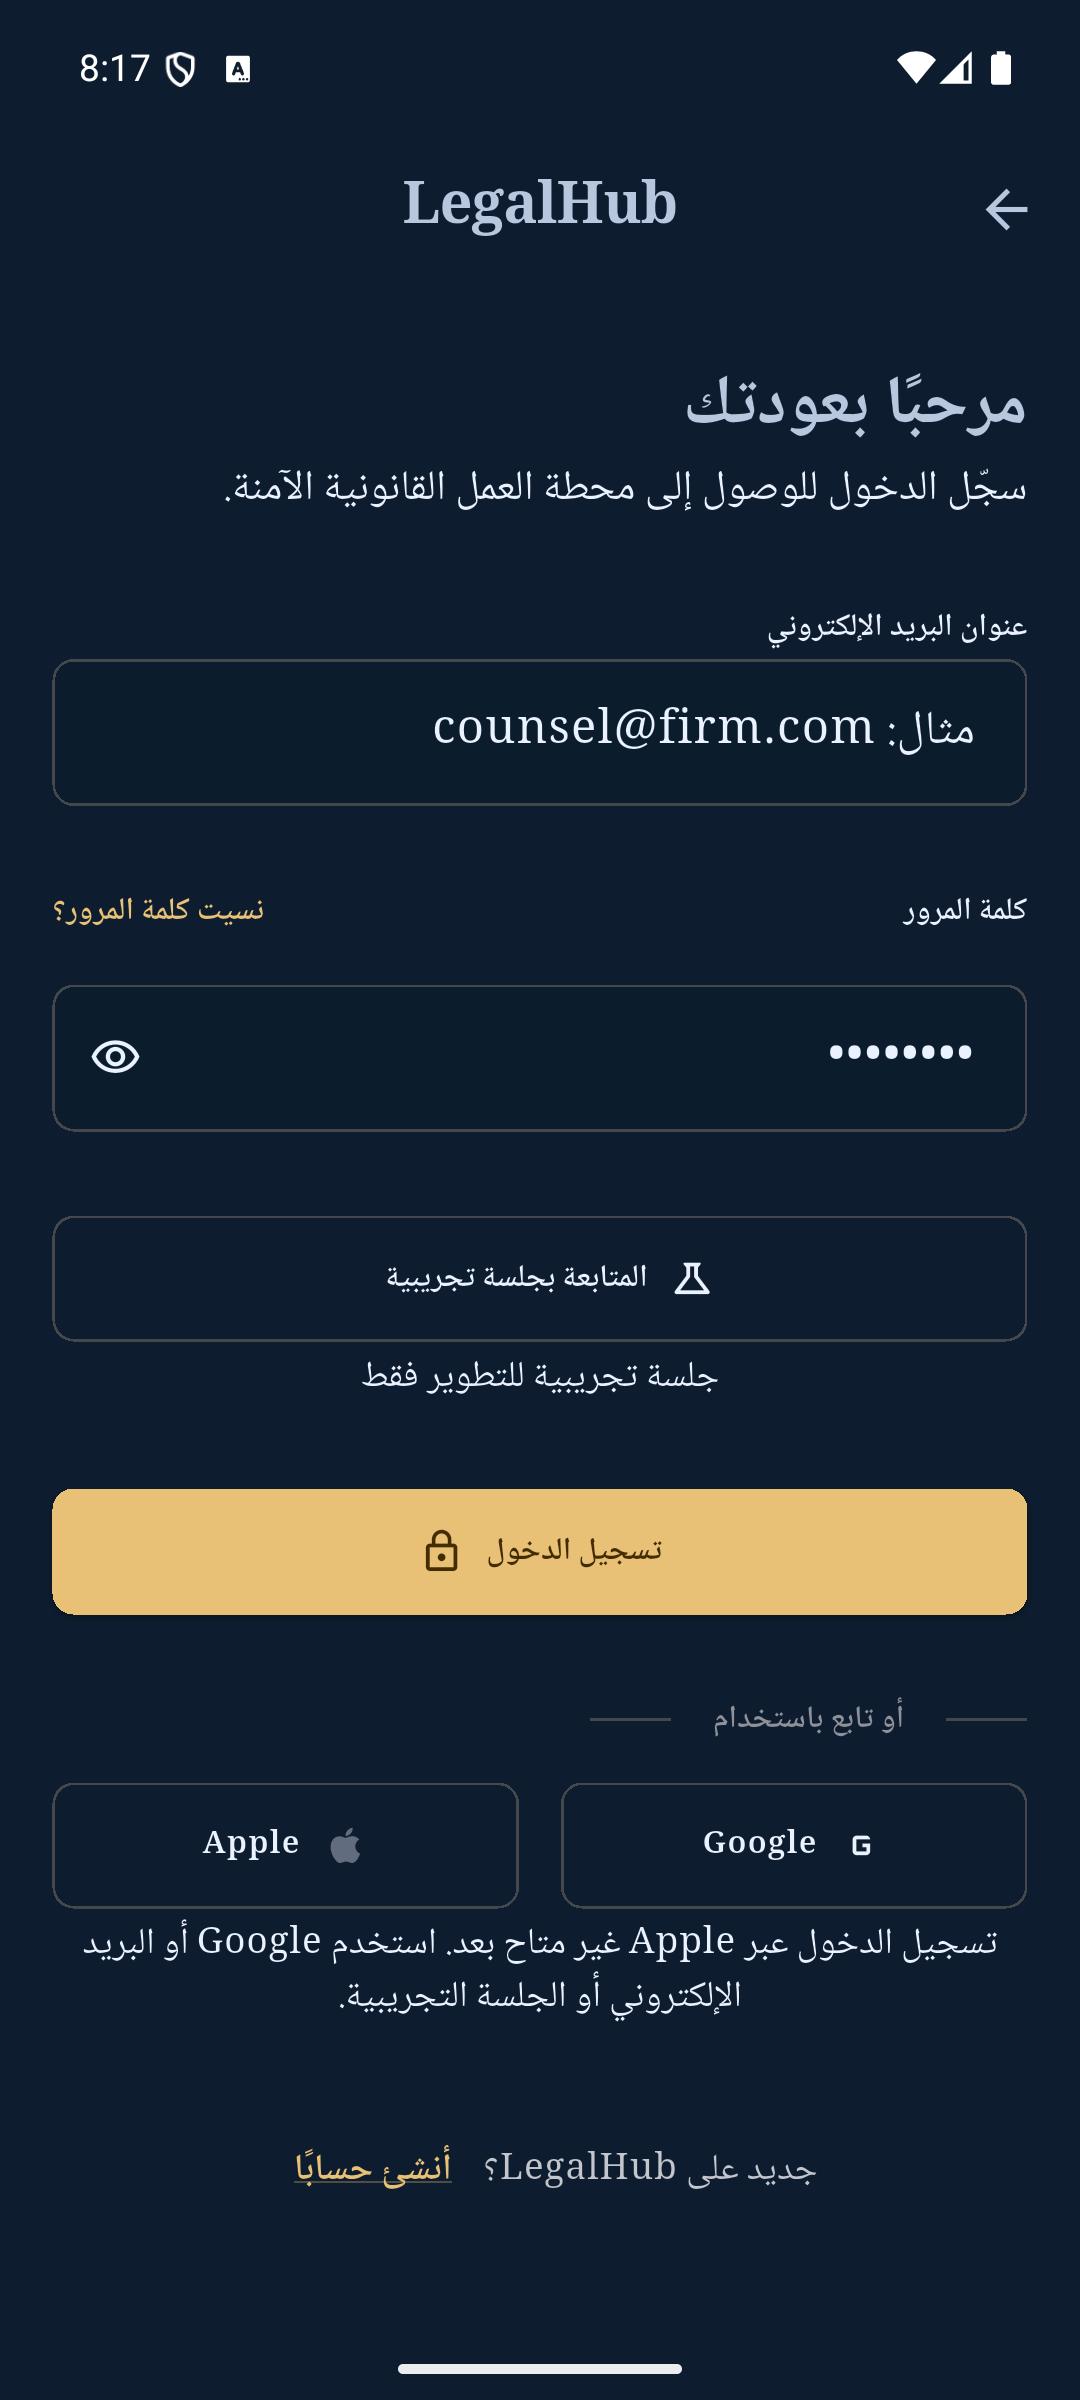 8:17
LegalHub
مرحبًا بعودتك
سجّل الدخول للوصول إلى محطة العمل القانونية الآمنة.
عنوان البريد الإلكتروني
مثال: counsel@firm.com
كلمة المرور
نسيت كلمة المرور؟
••••••••
المتابعة بجلسة تجريبية
جلسة تجريبية للتطوير فقط
تسجيل الدخول
أو تابع باستخدام
Google
Apple
تسجيل الدخول عبر Apple غير متاح بعد. استخدم Google أو البريد
الإلكتروني أو الجلسة التجريبية.
جديد على LegalHub؟ أنشئ حسابًا